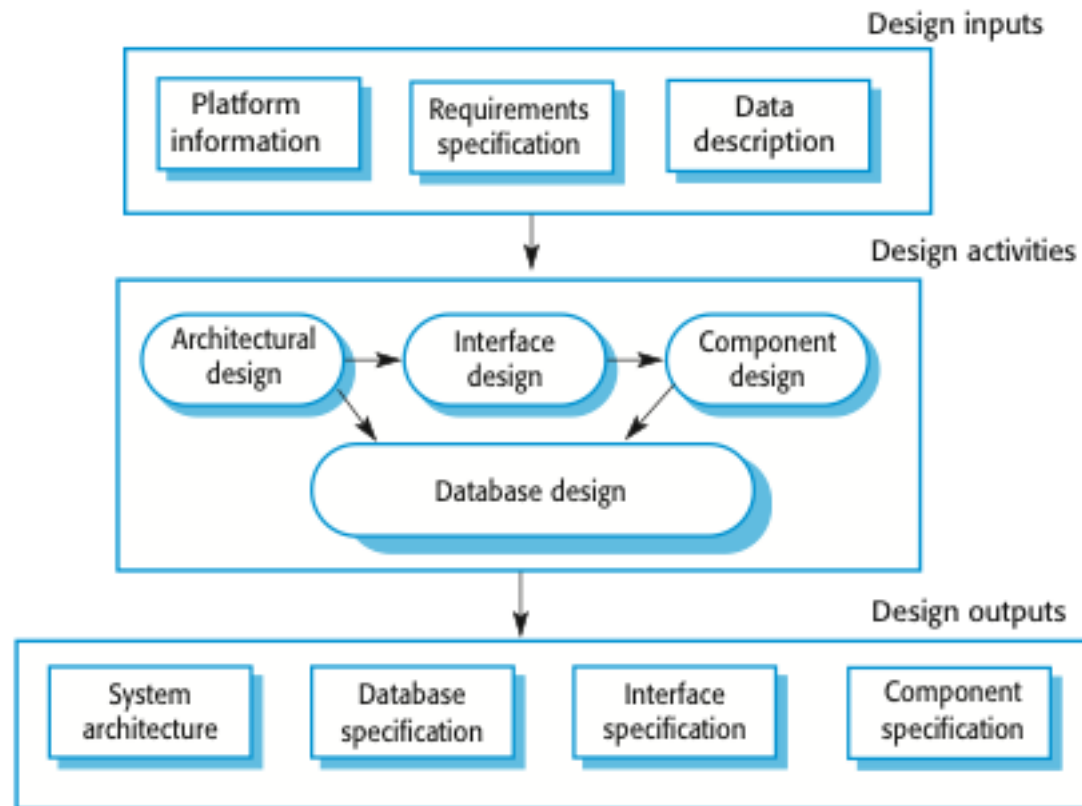 Design inputs
Platform
information
Requirements
specification
Data
description
Design activities
Architectural
design
Interface
design
Component
design
Database design
Design outputs
System
architecture
Database
specification
Interface
specification
Component
specification